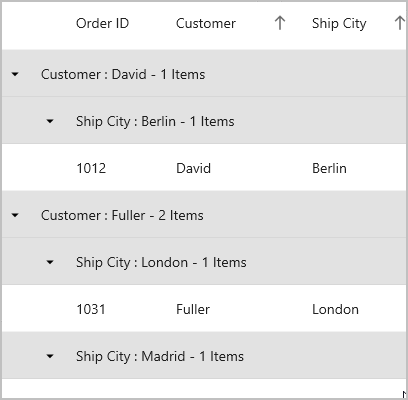 Order ID Customer Ship City
Customer : David - 1 Items
Ship City : Berlin - 1 Items
1012 David Berlin
Customer : Fuller - 2 Items
Ship City : London - 1 Items
1031 Fuller London
Ship City : Madrid - 1 Items